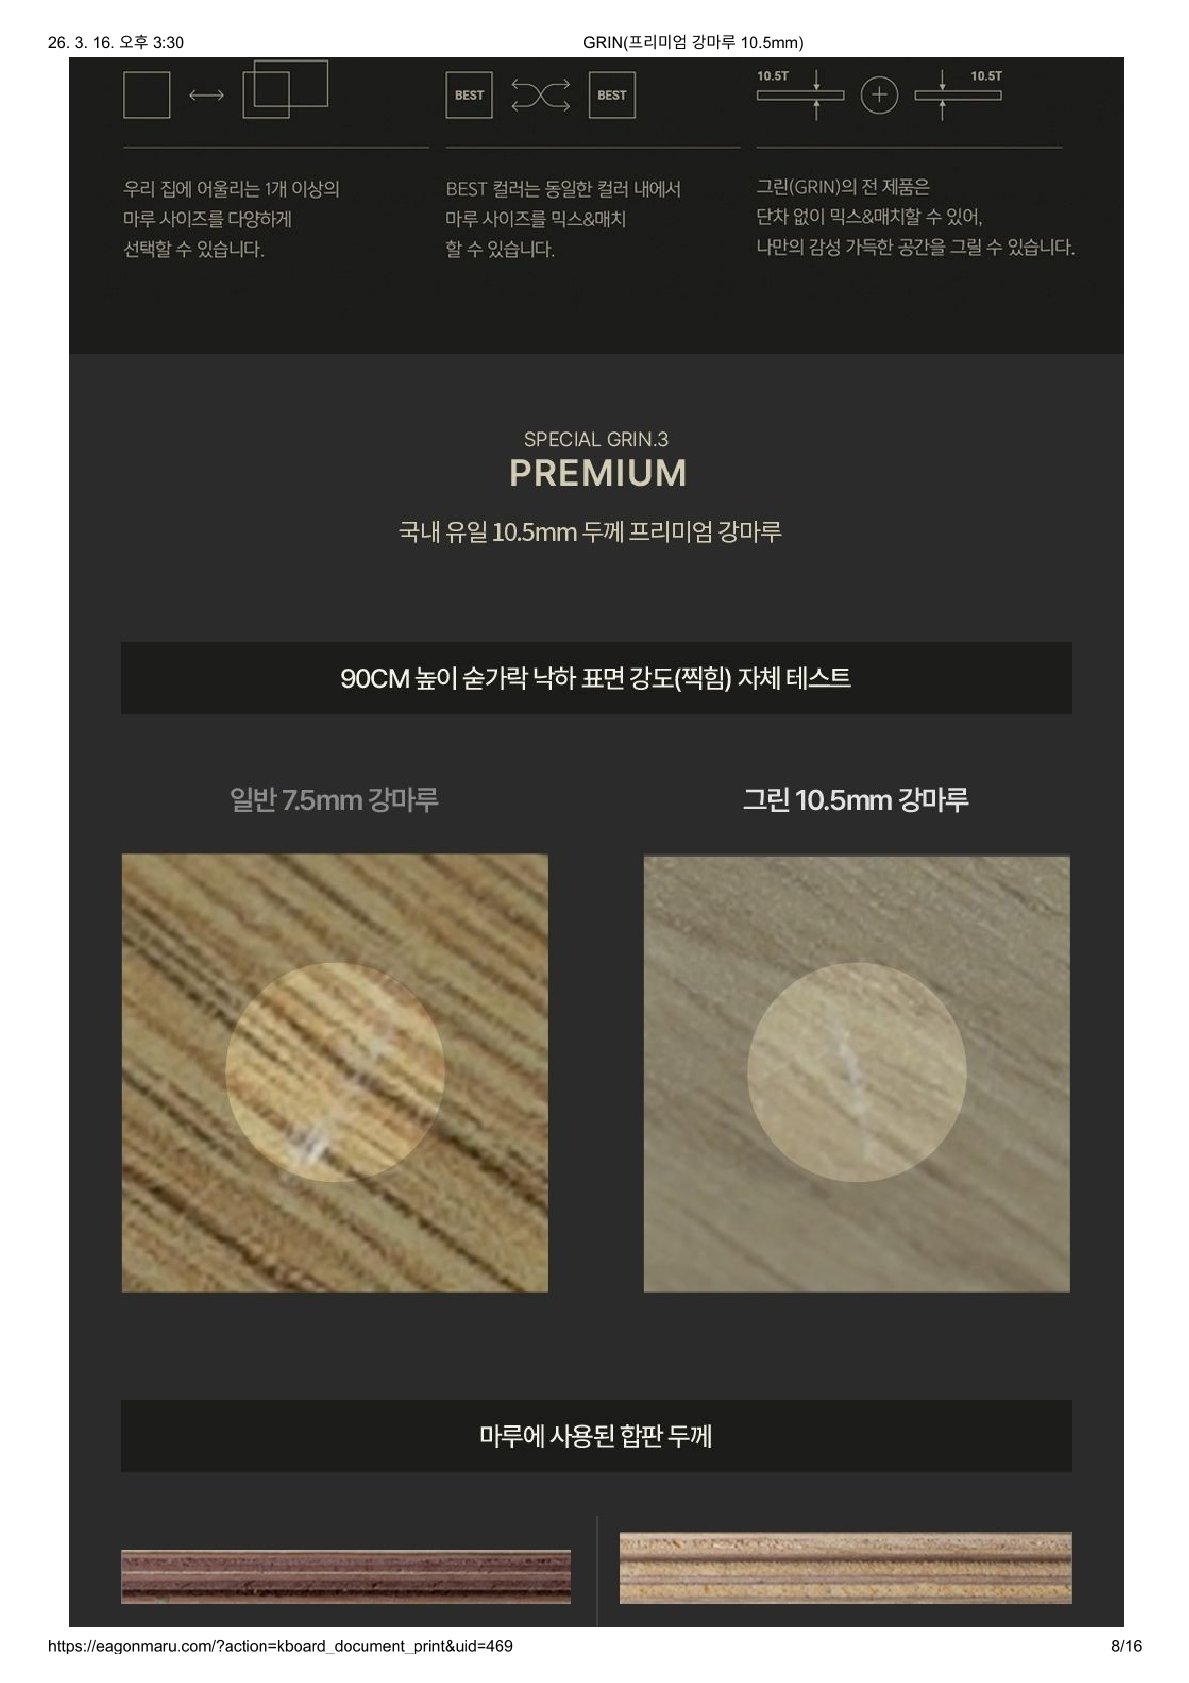 26. 3. 16. 오후 3:30
GRIN(프리미엄 강마루 10.5mm)
BEST
BEST
10.5T
10.5T
우리 집에 어울리는 1개 이상의
마루 사이즈를 다양하게
선택할 수 있습니다.
BEST 컬러는 동일한 컬러 내에서
마루 사이즈를 믹스&매치
할 수 있습니다.
그린(GRIN)의 전 제품은
단차 없이 믹스&매치할 수 있어,
나만의 감성 가득한 공간을 그릴 수 있습니다.
SPECIAL GRIN.3
PREMIUM
국내 유일 10.5mm 두께 프리미엄 강마루
90CM 높이 숟가락 낙하 표면 강도(찍힘) 자체 테스트
일반 7.5mm 강마루
그린 10.5mm 강마루
마루에 사용된 합판 두께
https://eagonmaru.com/?action=kboard_document_print&uid=469
8/16